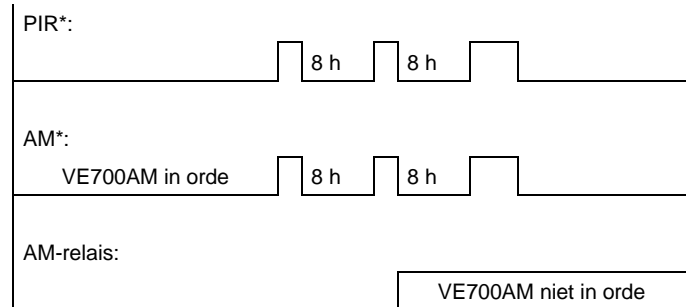 PIR*:
8 h 8 h
AM*:
VE700AM in orde 8 h 8 h
AM-relais:
VE700AM niet in orde